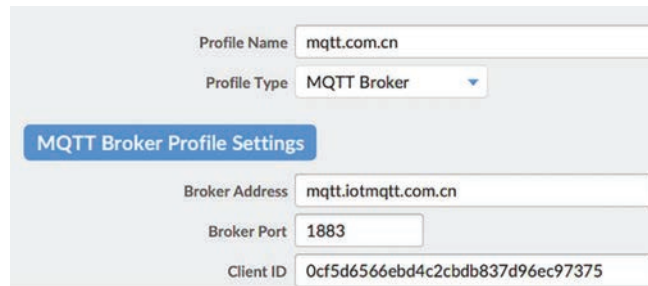 Profile Name mqtt.com.cn
Profile Type MQTT Broker
MQTT Broker Profile Settings
Broker Address mqtt.iotmqtt.com.cn
Broker Port 1883
Client ID 0cf5d6566ebd4c2cbdb837d96ec97375